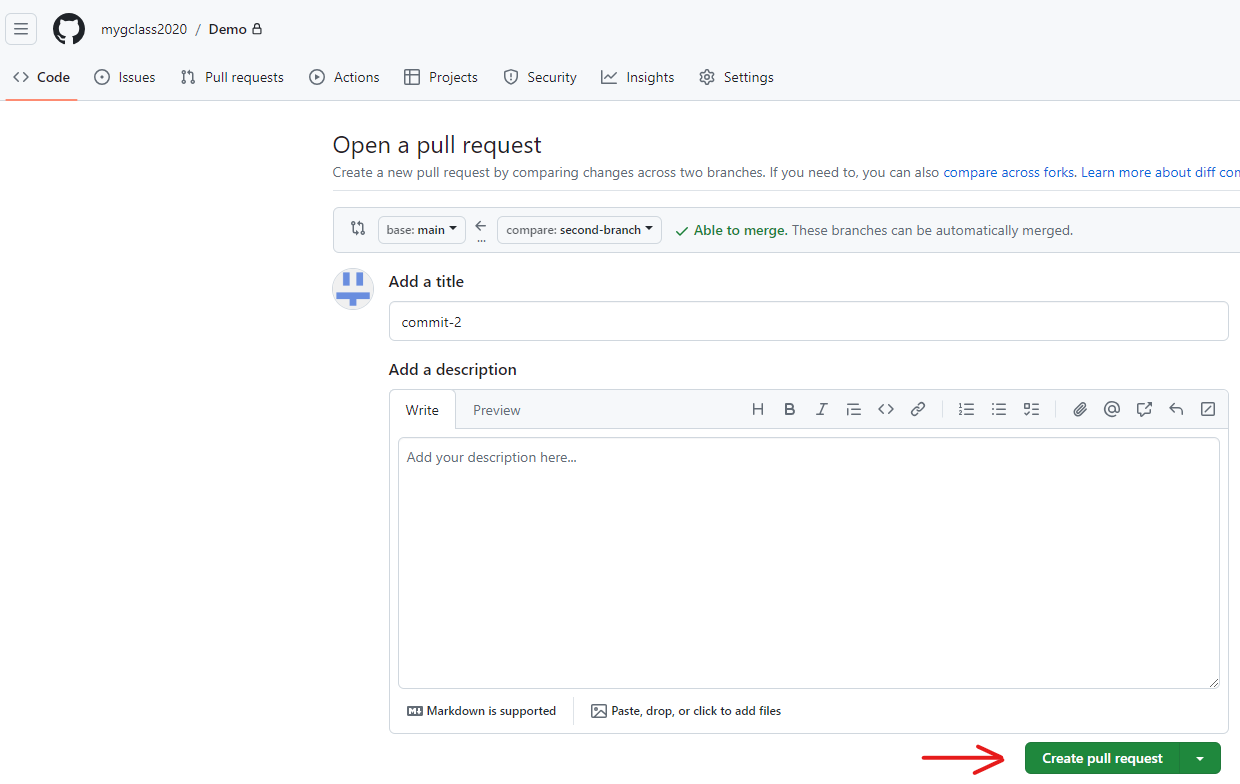 mygclass2020 / Demo
Code Issues Pull requests Actions Projects Security Insights Settings
Open a pull request
Create a new pull request by comparing changes across two branches. If you need to, you can also compare across forks. Learn more about diff con
base: main ← ... compare: second-branch Able to merge. These branches can be automatically merged.
Add a title
commit-2
Add a description
Write Preview H B I
Add your description here...
Markdown is supported Paste, drop, or click to add files
Create pull request